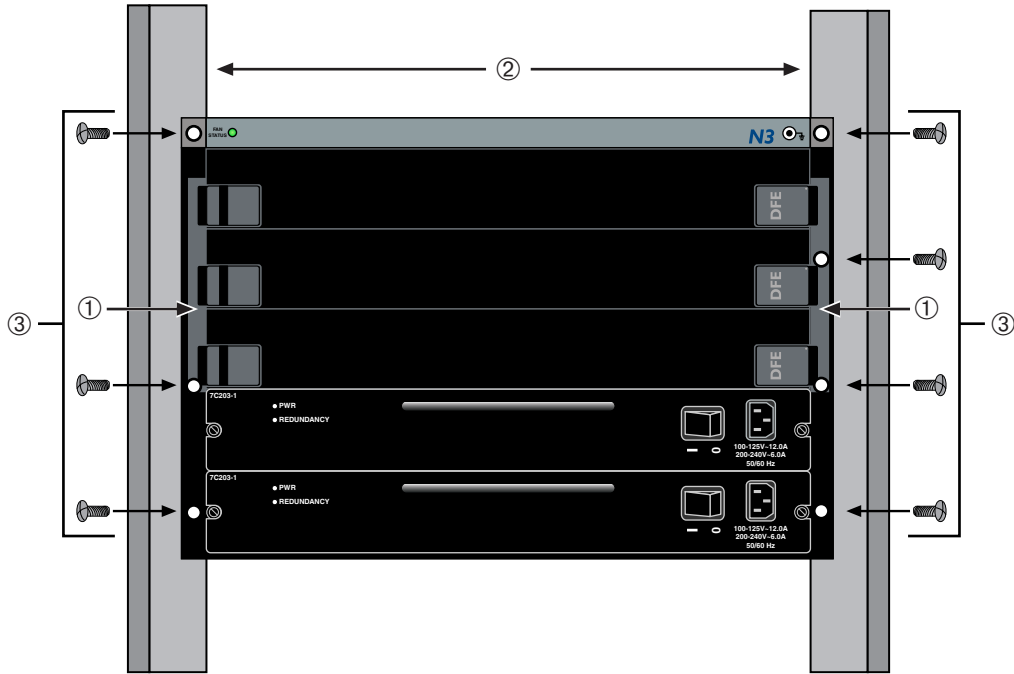 ②
FAN
STATUS
N3
DFE
DFE
① ①
③ ③
DFE
7C203-1
PWR
REDUNDANCY
100-125V~12.0A
200-240V~6.0A
50/60 Hz
7C203-1
PWR
REDUNDANCY
100-125V~12.0A
200-240V~6.0A
50/60 Hz